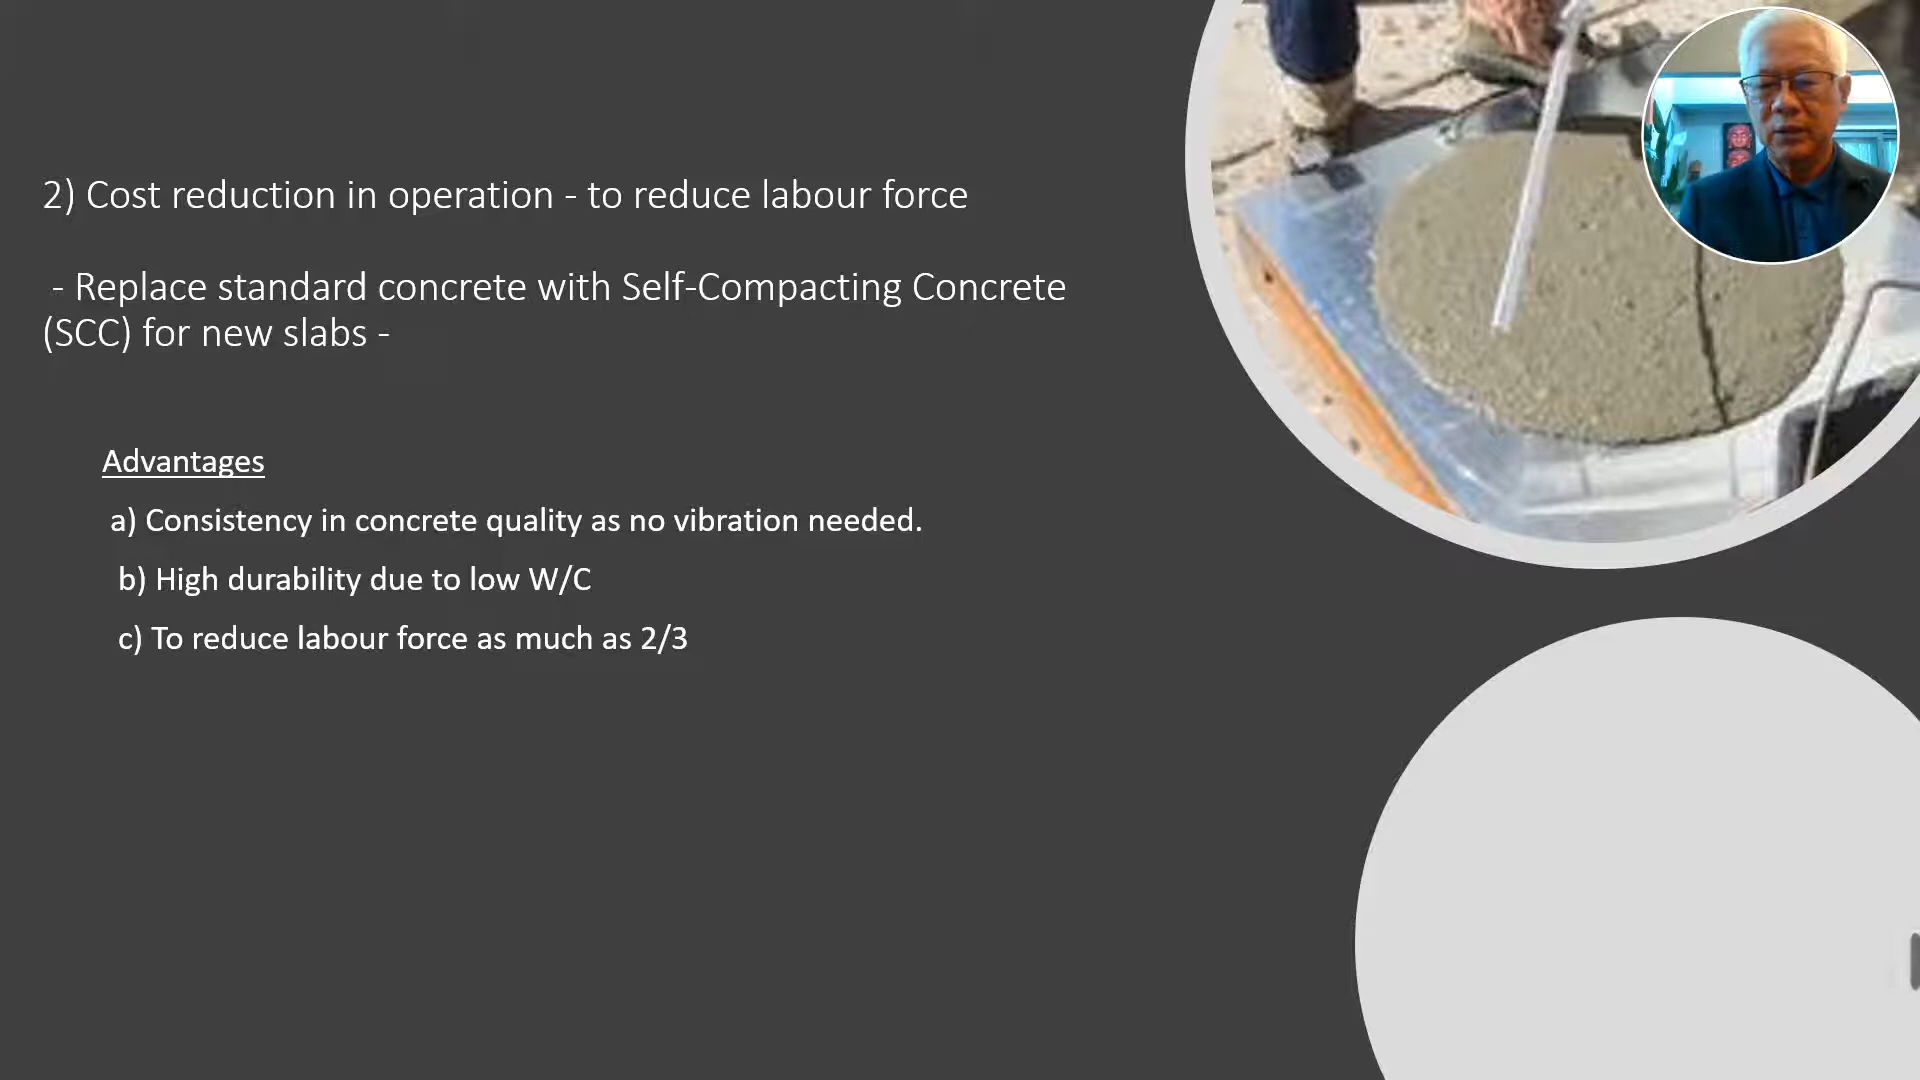 2) Cost reduction in operation - to reduce labour force
- Replace standard concrete with Self-Compacting Concrete
(SCC) for new slabs -
Advantages
a) Consistency in concrete quality as no vibration needed.
b) High durability due to low W/C
c) To reduce labour force as much as 2/3